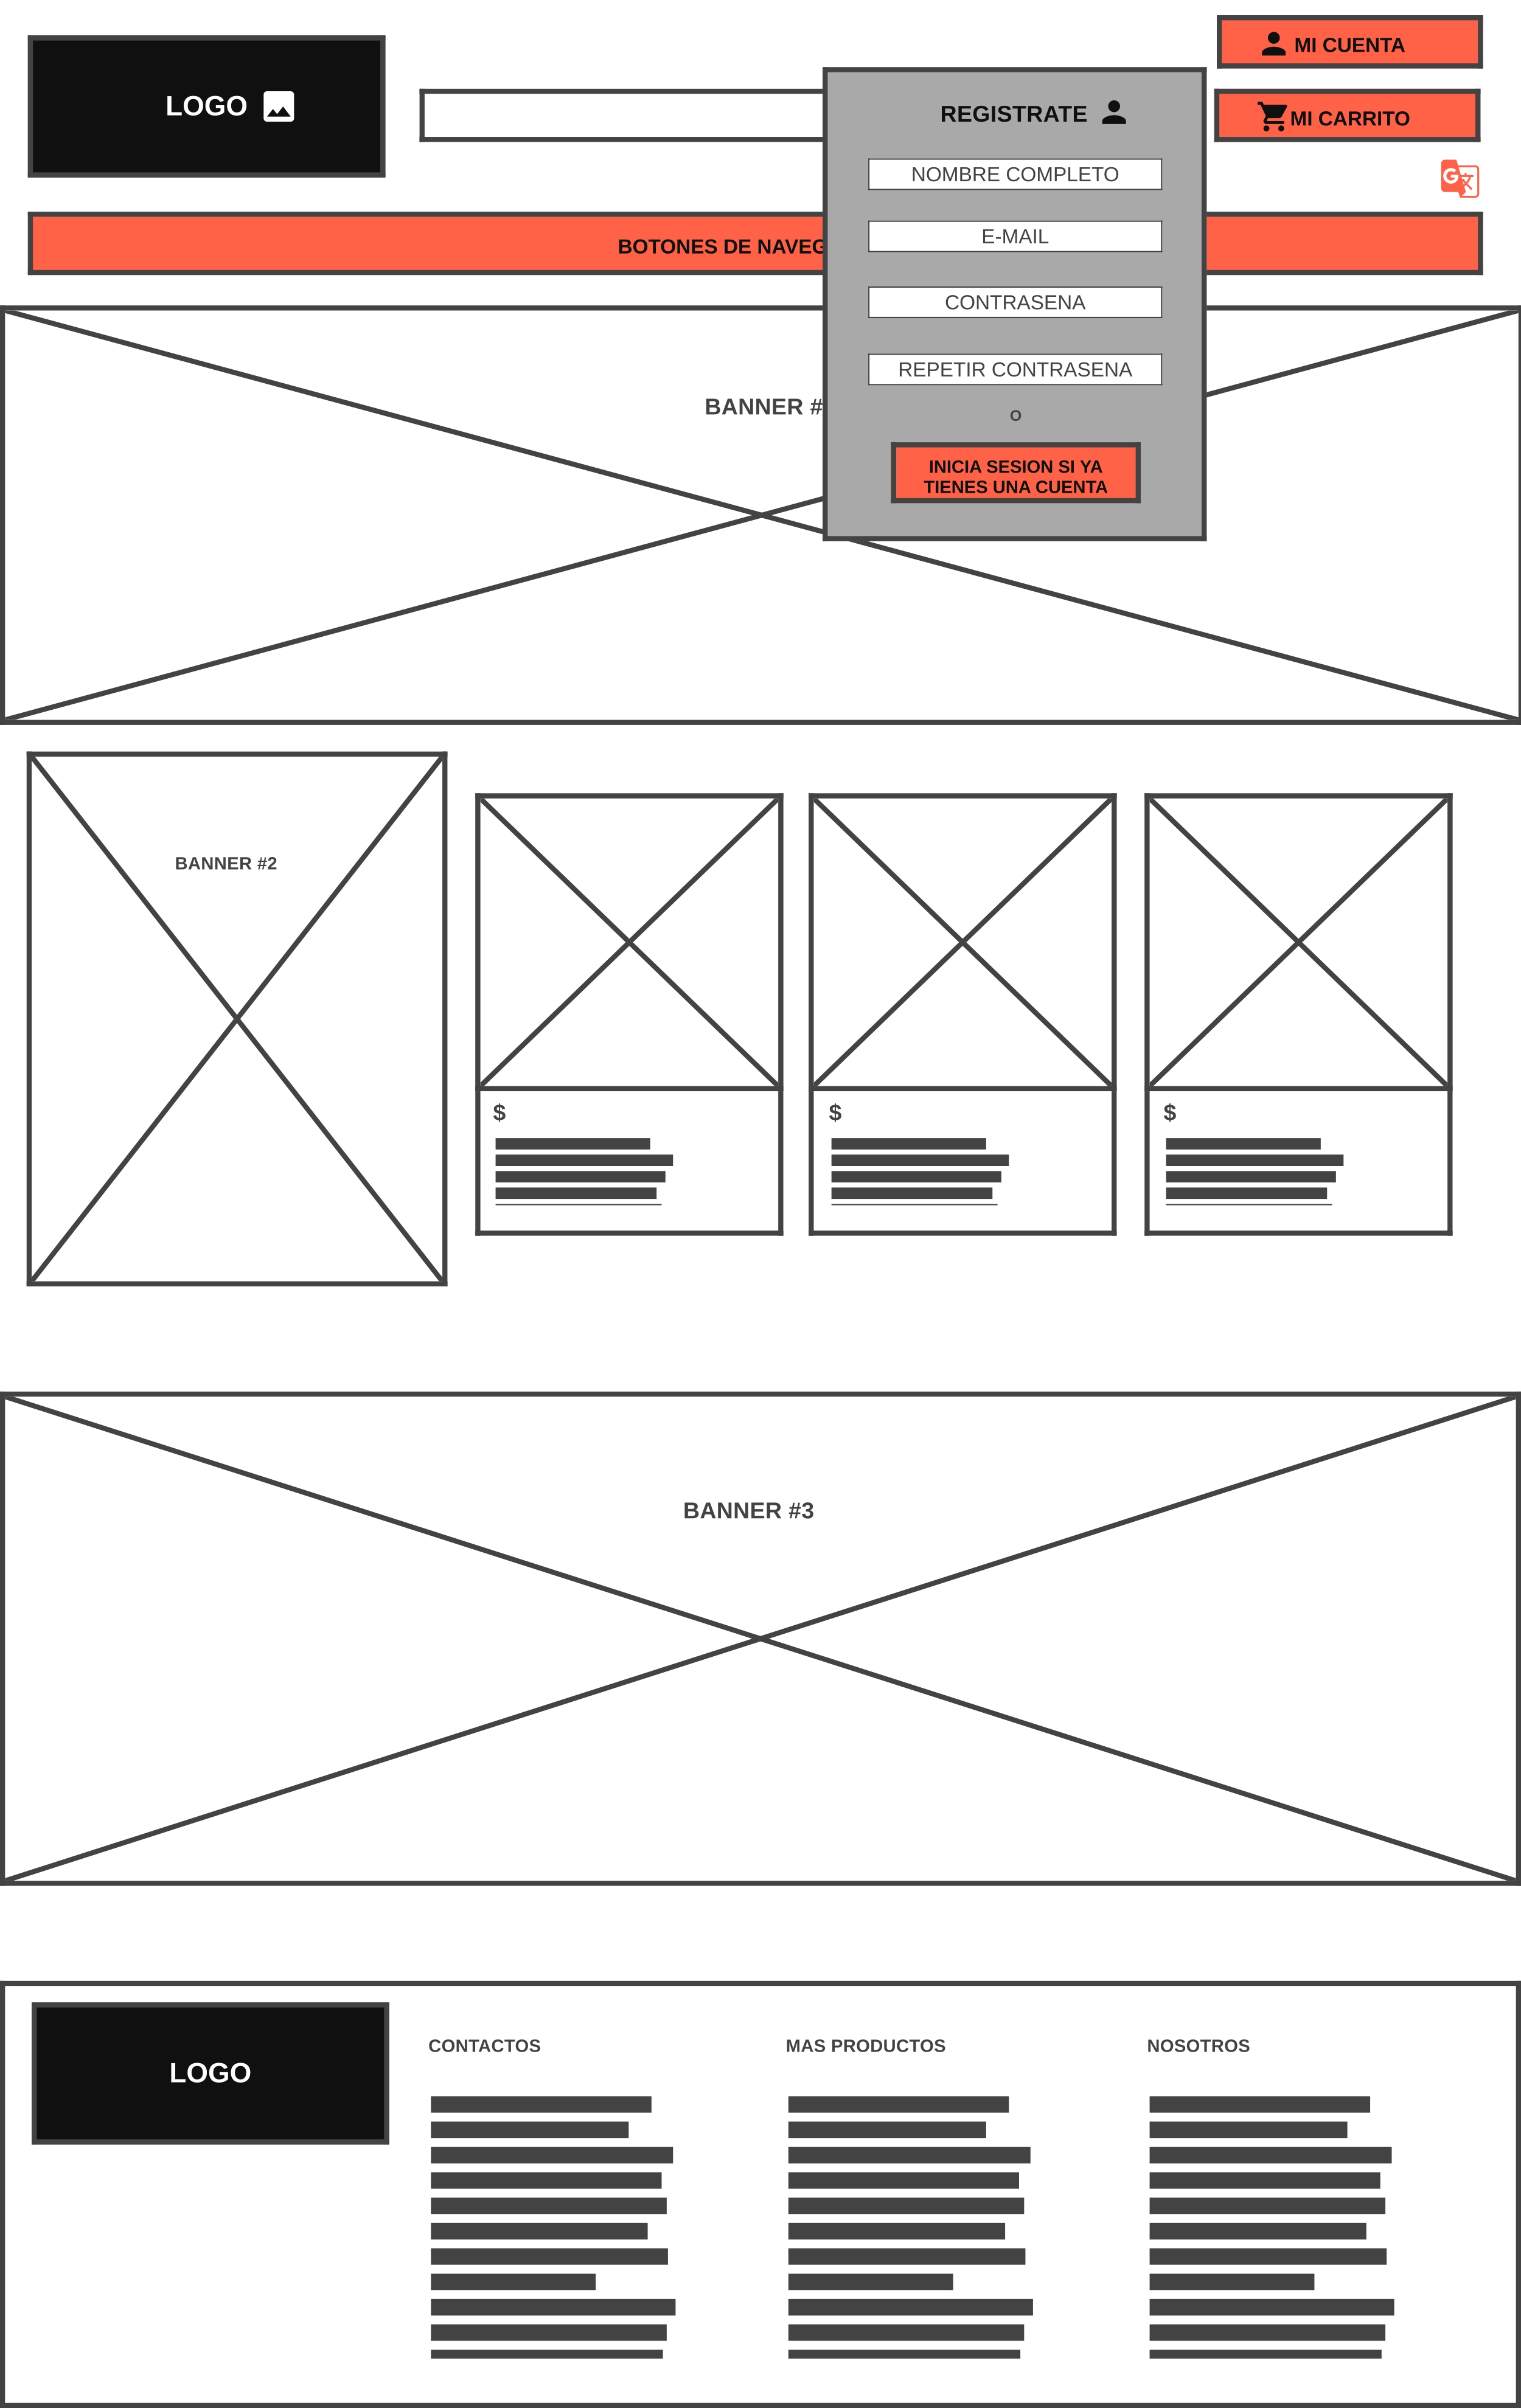 MI CUENTA
LOGO
REGISTRATE
MI CARRITO
NOMBRE COMPLETO
E-MAIL
BOTONES DE NAVEG
CONTRASENA
REPETIR CONTRASENA
BANNER #
O
INICIA SESION SI YA
TIENES UNA CUENTA
BANNER #2
$
$
$
BANNER #3
LOGO
CONTACTOS
MAS PRODUCTOS
NOSOTROS